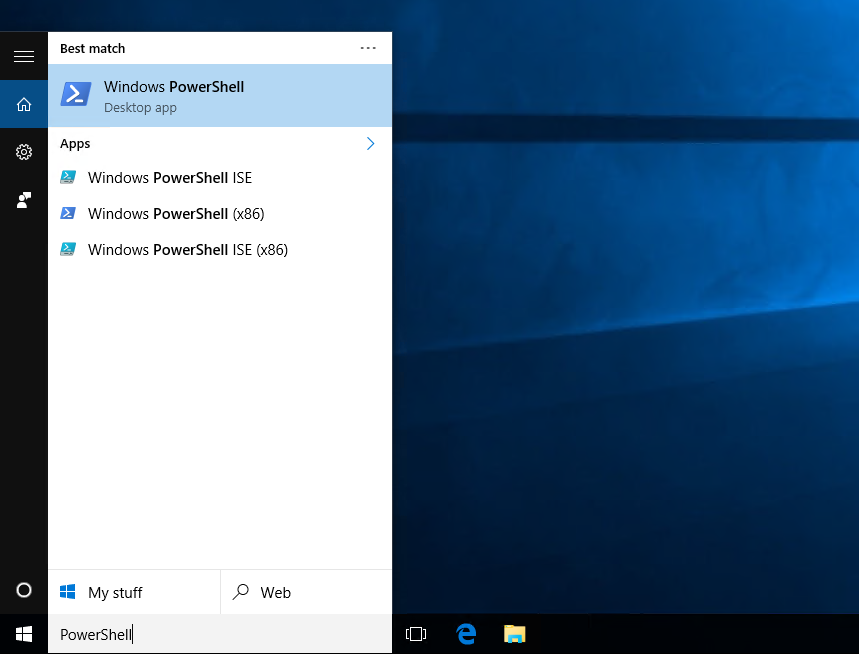 Best match
Windows PowerShell
Desktop app
Apps
Windows PowerShell ISE
Windows PowerShell (x86)
Windows PowerShell ISE (x86)
My stuff
Web
PowerShell